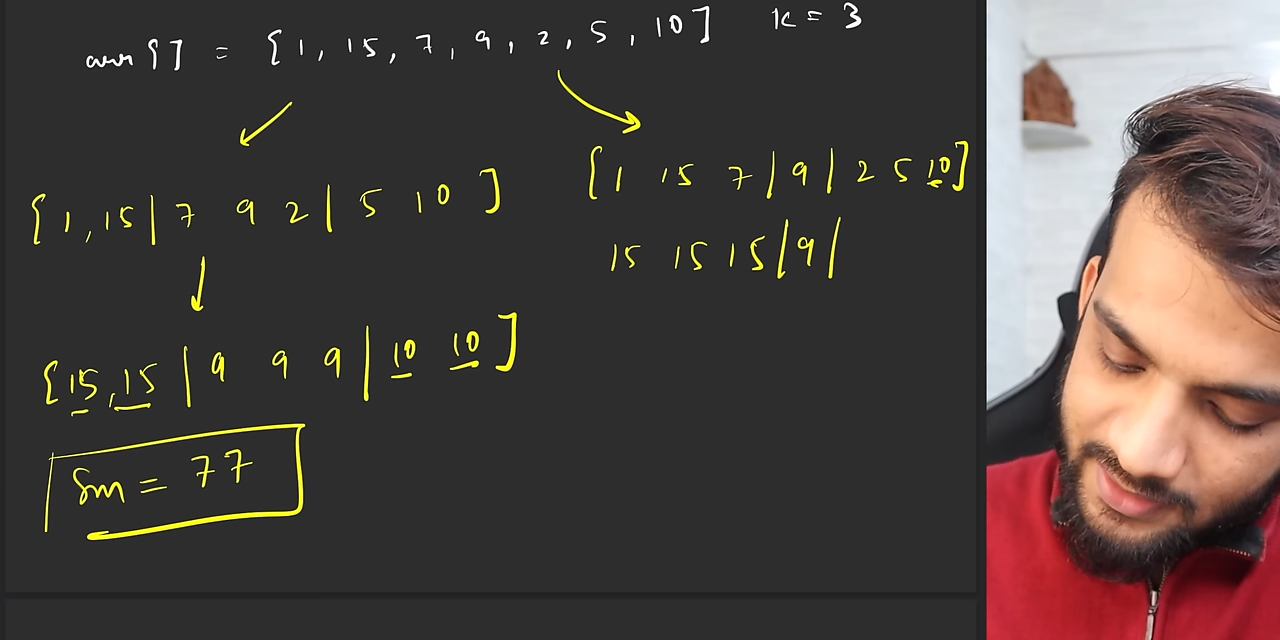 arr[] = [1, 15, 7, 9, 2, 5, 10] k = 3
[1, 15 | 7 9 2 | 5 10]
[15, 15 | 9 9 9 | 10 10]
Sm = 77
[1 15 7 | 9 | 2 5 10]
15 15 15 | 9 |